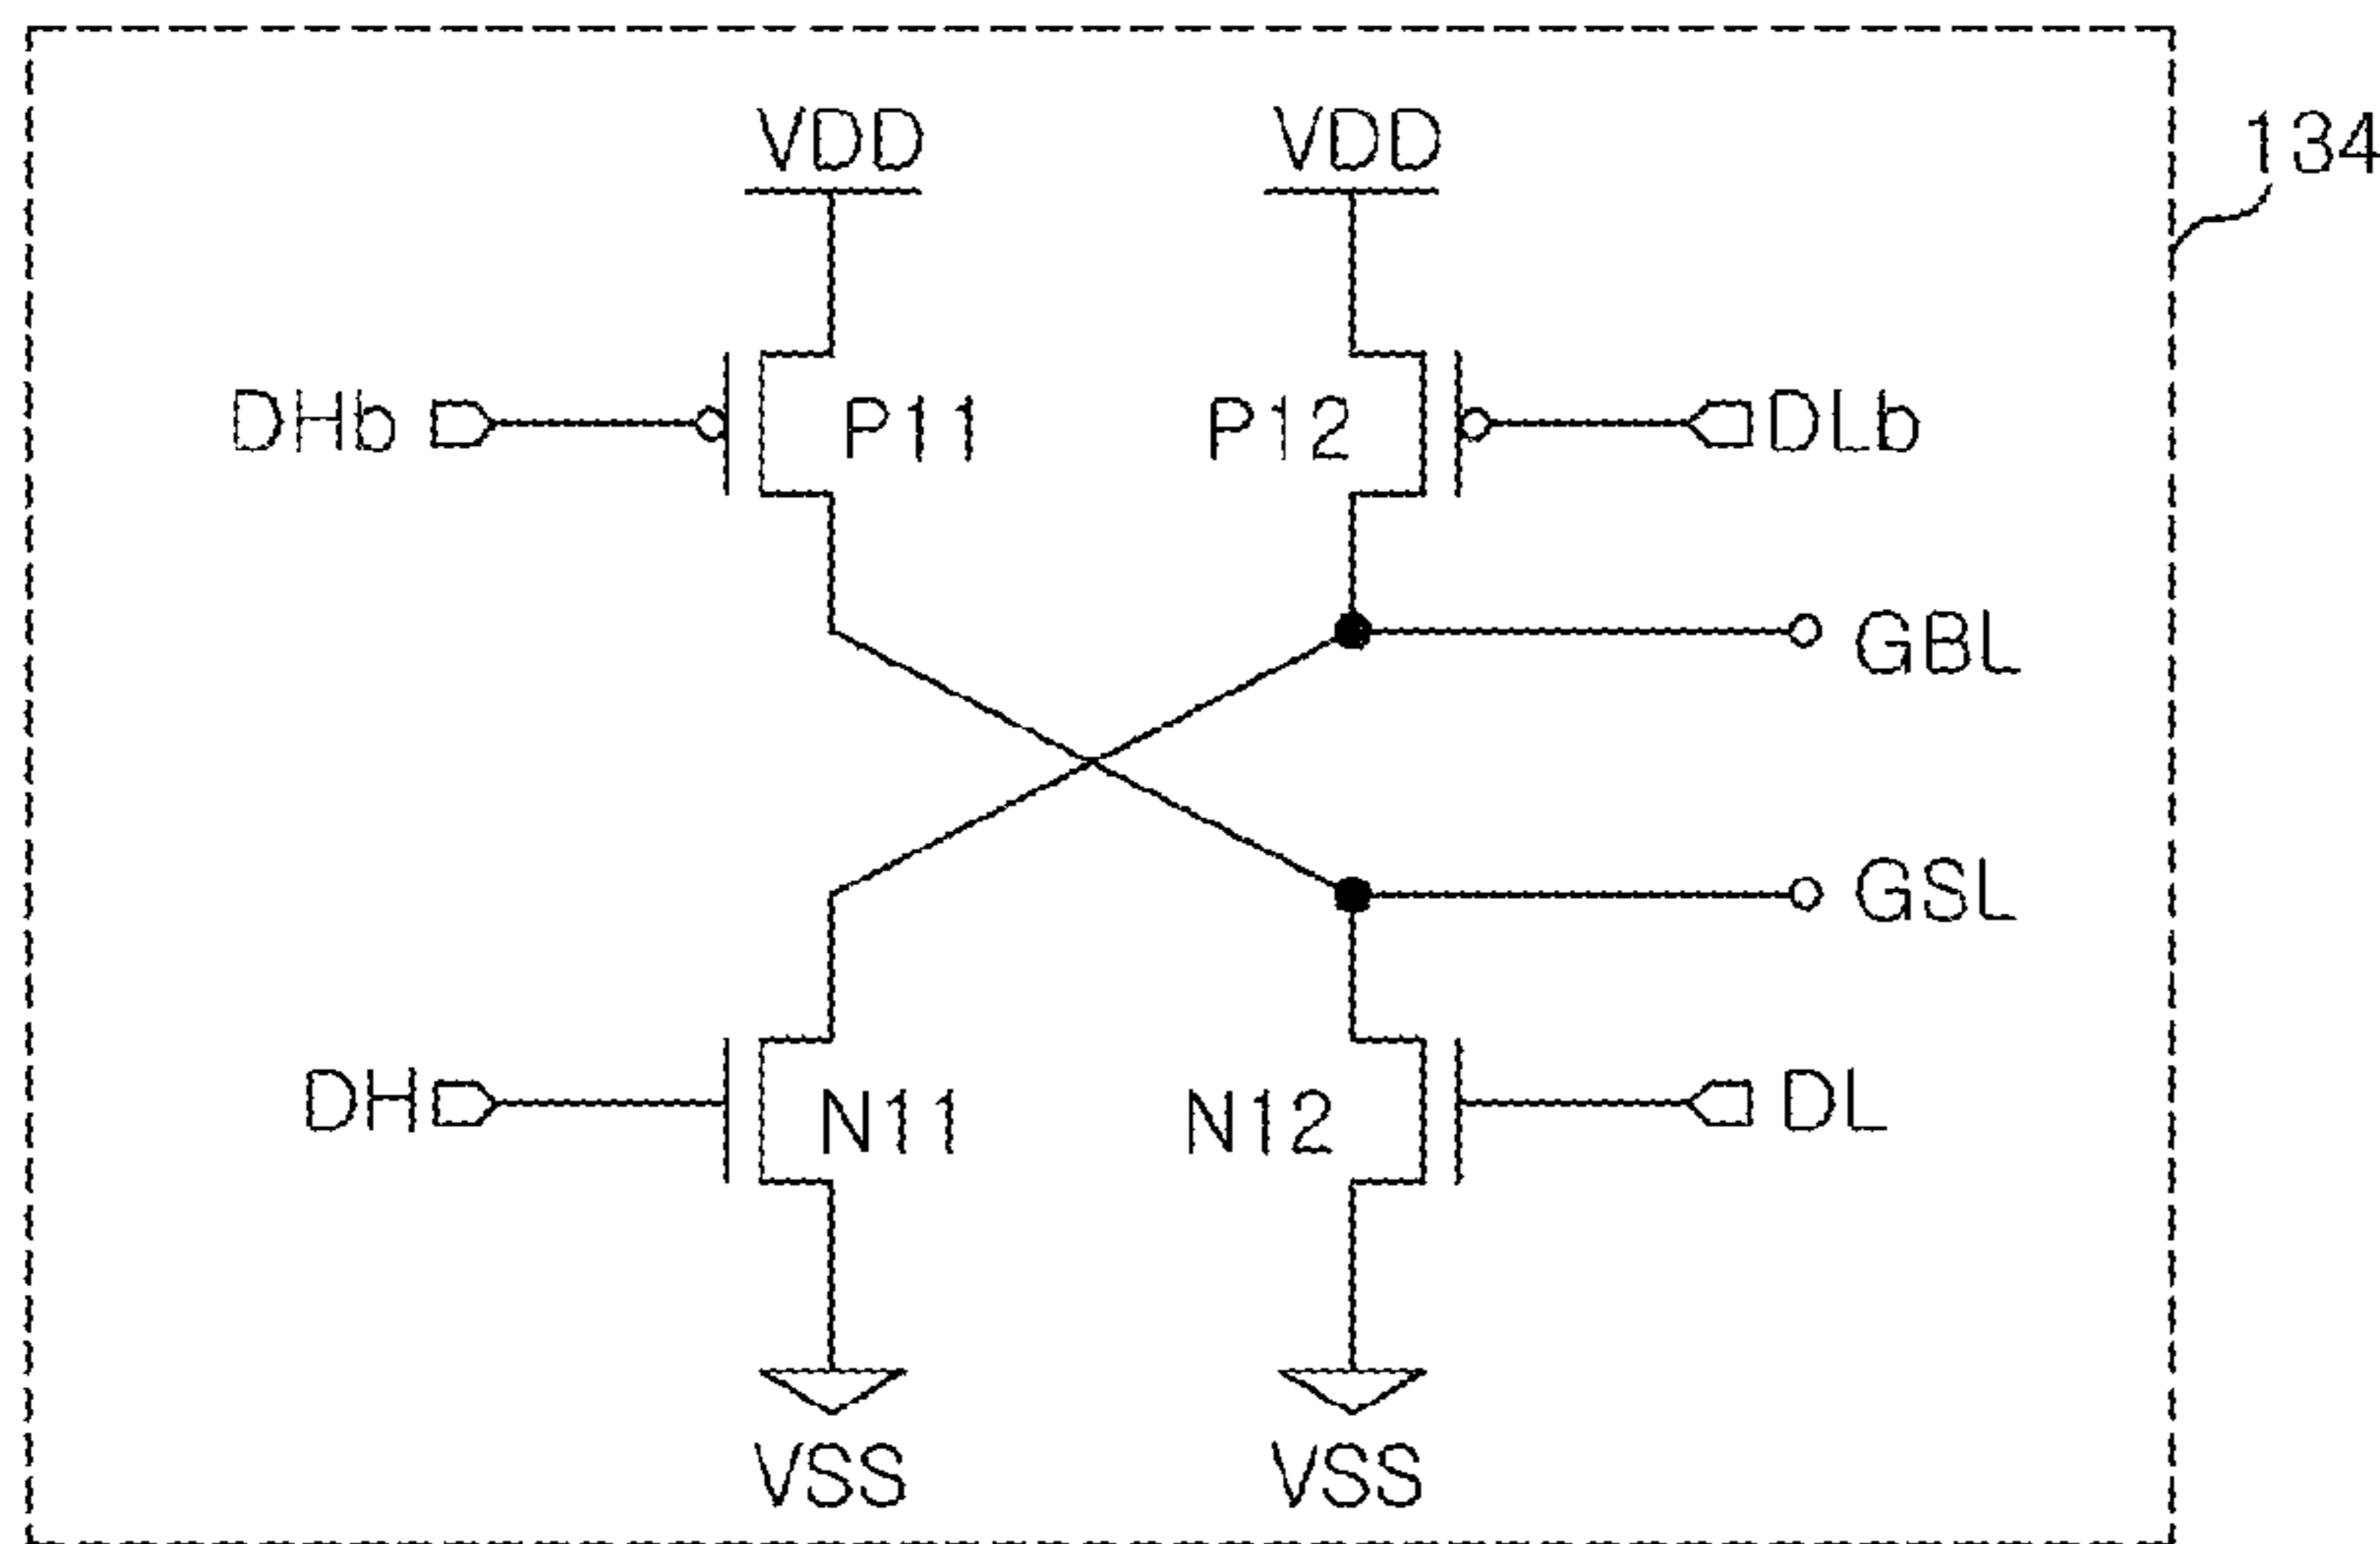 VDD
VDD
134
DHb
P11
P12
DLb
GBL
GSL
DH
N11
N12
DL
VSS
VSS